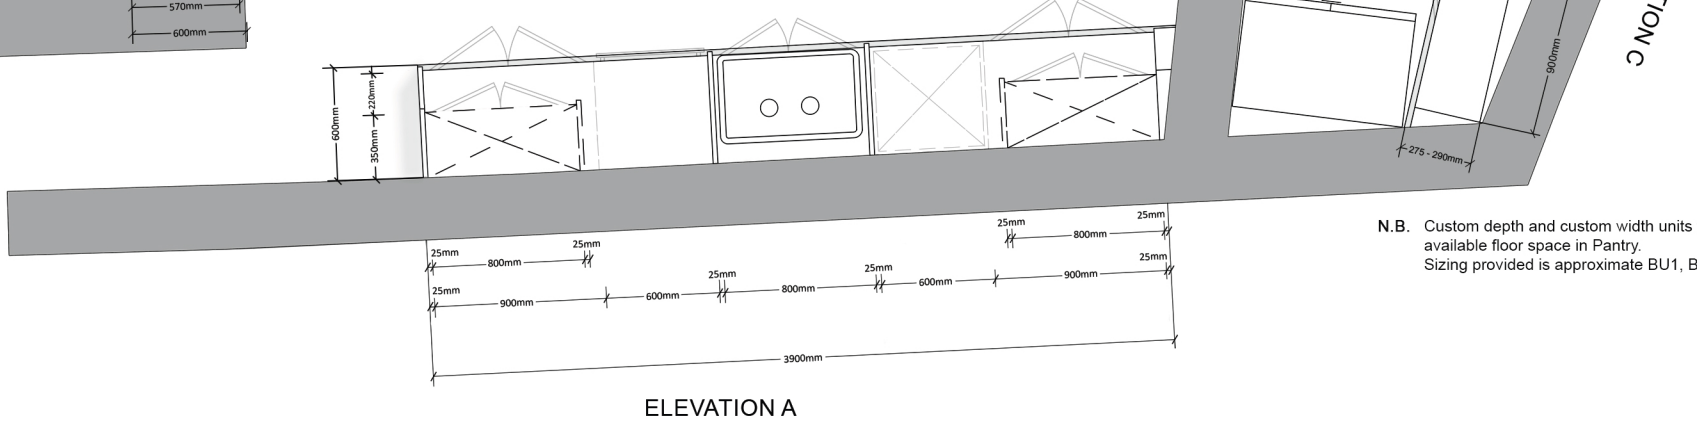 570mm
600mm
600mm
220mm
350mm
900mm
TION C
275 - 290mm
25mm
800mm
25mm
25mm
800mm
25mm
25mm
900mm
600mm
25mm
800mm
25mm
600mm
900mm
25mm
3900mm
ELEVATION A
N.B. Custom depth and custom width units
available floor space in Pantry.
Sizing provided is approximate BU1, B